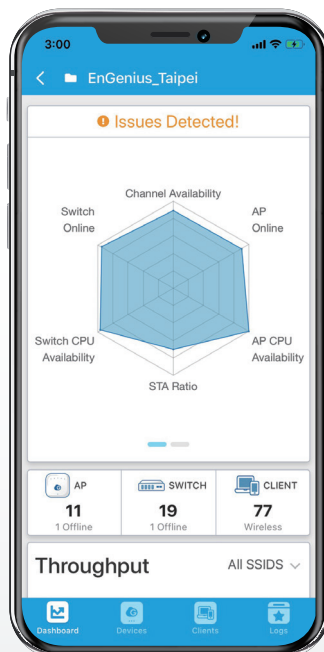 3:00
EnGenius_Taipei
Issues Detected!
Channel Availability
Switch
Online
AP
Online
Switch CPU
Availability
AP CPU
Availability
STA Ratio
AP
11
1 Offline
SWITCH
19
1 Offline
CLIENT
77
Wireless
Throughput
All SSIDS
Dashboard
Devices
Clients
Logs